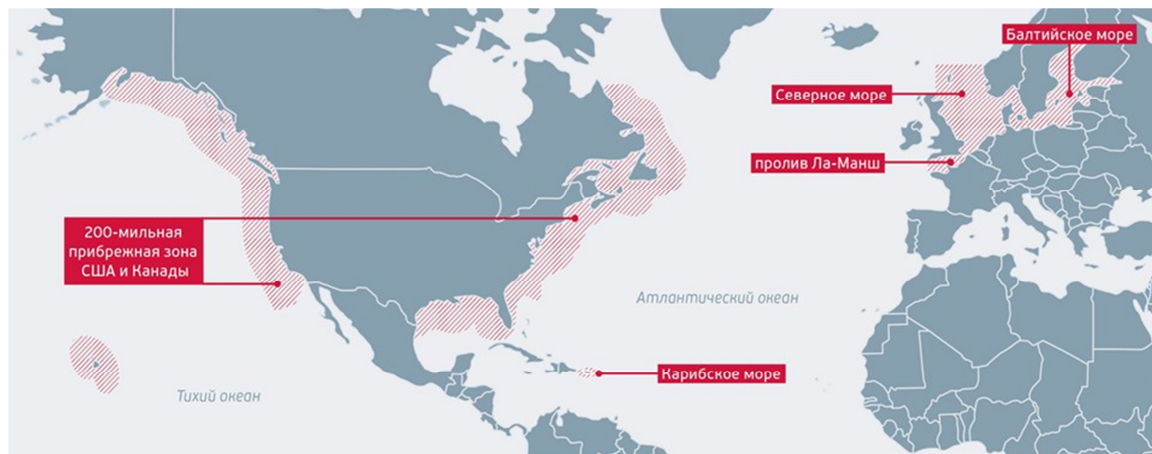 Балтийское море
Северное море
пролив Ла-Манш
200-мильная
прибрежная зона
США и Канады
Атлантический океан
Карибское море
Тихий океан